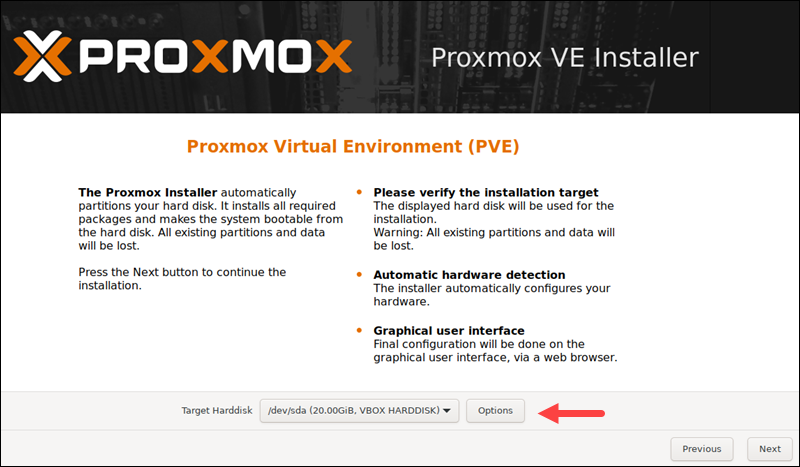 PROXMOX
Proxmox VE Installer
LL
Proxmox Virtual Environment (PVE)
The Proxmox Installer automatically
partitions your hard disk. It installs all required
packages and makes the system bootable from
the hard disk. All existing partitions and data
will be lost.
Press the Next button to continue the
installation.
Please verify the installation target
The displayed hard disk will be used for the
installation.
Warning: All existing partitions and data will
be lost.
Automatic hardware detection
The installer automatically configures your
hardware.
Graphical user interface
Final configuration will be done on the
graphical user interface, via a web browser.
Target Harddisk /dev/sda (20.00GiB, VBOX HARDDISK) Options
Previous Next